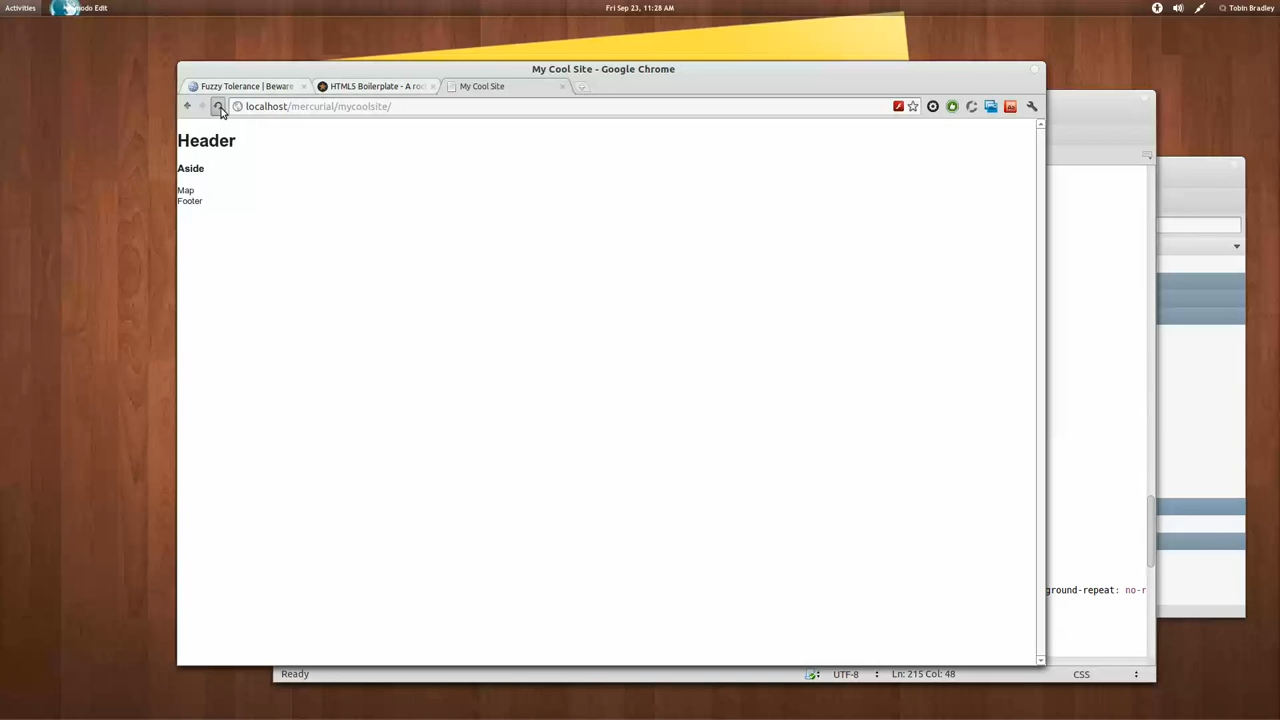 Activities
odo Edit
Fri Sep 23, 11:28 AM
Tobin Bradley
My Cool Site - Google Chrome
Fuzzy Tolerance | Beware
HTML5 Boilerplate - A roc
My Cool Site
localhost/mercurial/mycoolsite/
Header
Aside
Map
Footer
ground-repeat: no-r
Ready
UTF-8
Ln: 215 Col: 48
CSS